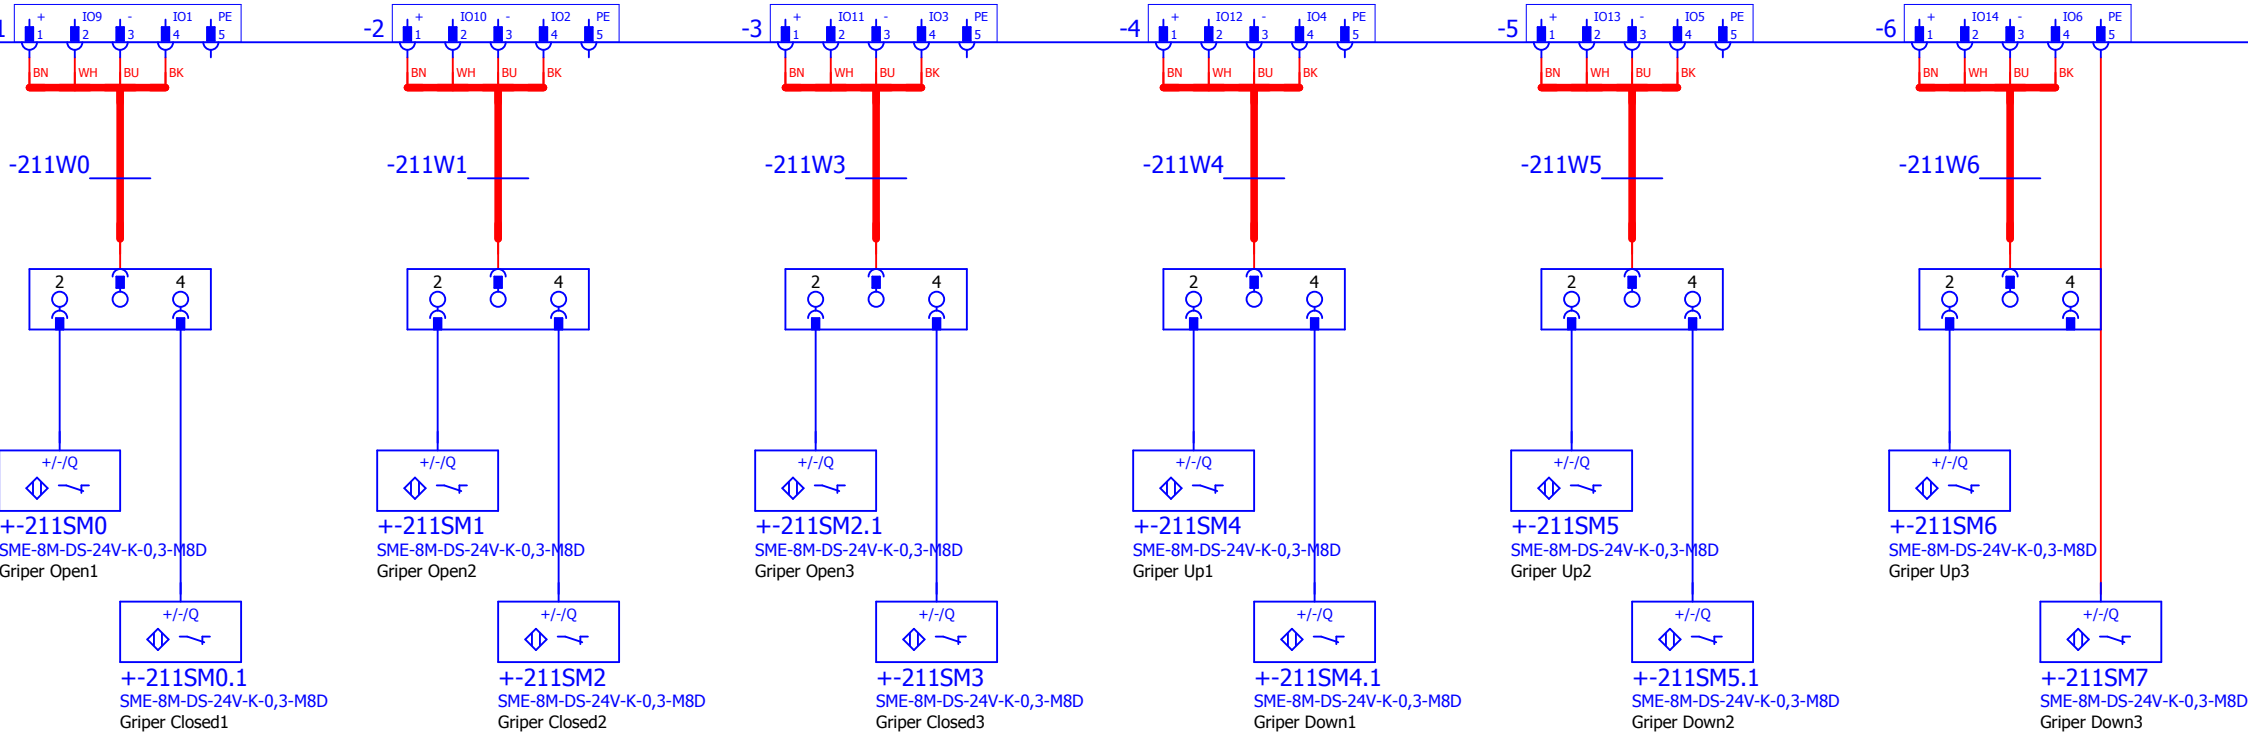 1 + IO9 - IO1 PE -2 + IO10 - IO2 PE -3 + IO11 - IO3 PE -4 + IO12 - IO4 PE -5 + IO13 - IO5 PE -6 + IO14 - IO6 PE
1 2 3 4 5 1 2 3 4 5 1 2 3 4 5 1 2 3 4 5 1 2 3 4 5 1 2 3 4 5
BN WH BU BK BN WH BU BK BN WH BU BK BN WH BU BK BN WH BU BK BN WH BU BK
-211W0 -211W1 -211W3 -211W4 -211W5 -211W6
2 4 2 4 2 4 2 4 2 4 2 4
+/-/Q +/-/Q +/-/Q +/-/Q +/-/Q +/-/Q
+-211SM0 +-211SM1 +-211SM2.1 +-211SM4 +-211SM5 +-211SM6
SME-8M-DS-24V-K-0,3-M8D SME-8M-DS-24V-K-0,3-M8D SME-8M-DS-24V-K-0,3-M8D SME-8M-DS-24V-K-0,3-M8D SME-8M-DS-24V-K-0,3-M8D SME-8M-DS-24V-K-0,3-M8D
Griper Open1 Griper Open2 Griper Open3 Griper Up1 Griper Up2 Griper Up3
+/-/Q +/-/Q +/-/Q +/-/Q +/-/Q +/-/Q
+-211SM0.1 +-211SM2 +-211SM3 +-211SM4.1 +-211SM5.1 +-211SM7
SME-8M-DS-24V-K-0,3-M8D SME-8M-DS-24V-K-0,3-M8D SME-8M-DS-24V-K-0,3-M8D SME-8M-DS-24V-K-0,3-M8D SME-8M-DS-24V-K-0,3-M8D SME-8M-DS-24V-K-0,3-M8D
Griper Closed1 Griper Closed2 Griper Closed3 Griper Down1 Griper Down2 Griper Down3